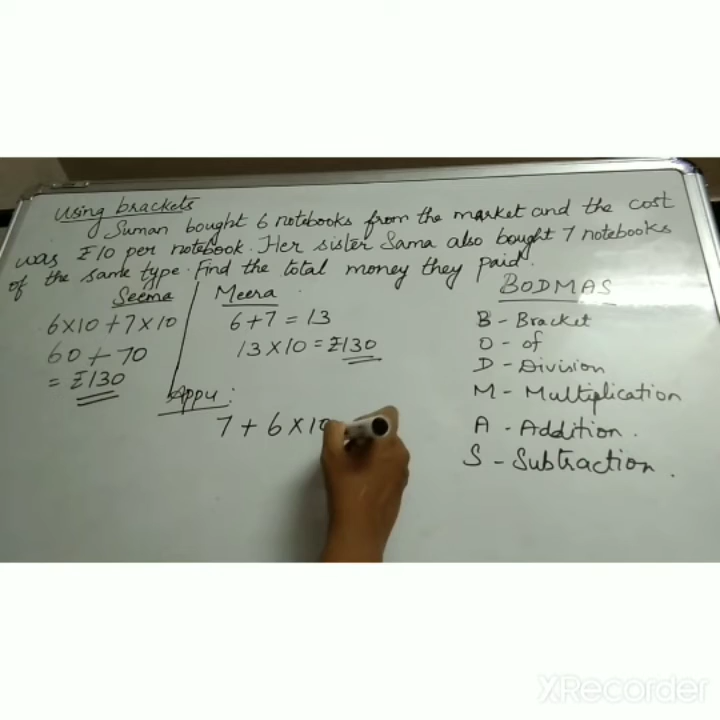 Using brackets
Suman bought 6 notebooks from the market and the cost
was ₹10 per notebook. Her sister Sama also bought 7 notebooks
of the same type. Find the total money they paid.
Seema
6×10+7×10
60+70
= ₹130
Meera
6+7=13
13×10=₹130
Appu:
7+6×10
BODMAS
B - Bracket
O - of
D - Division
M - Multiplication
A - Addition.
S - Subtraction.
XRecorder